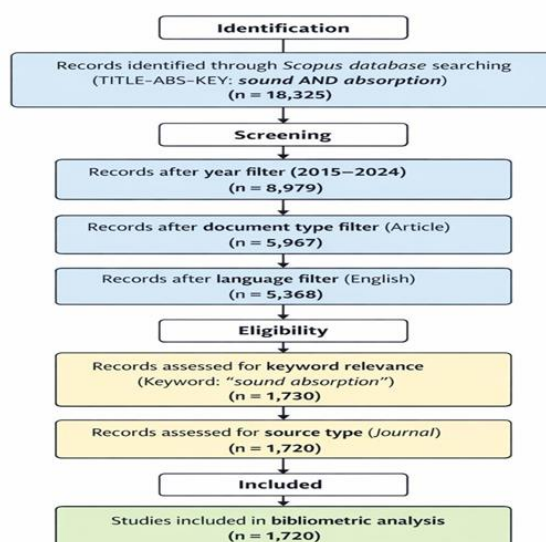 Identification
Records identified through Scopus database searching
(TITLE-ABS-KEY: sound AND absorption)
(n = 18,325)
Screening
Records after year filter (2015–2024)
(n = 8,979)
Records after document type filter (Article)
(n = 5,967)
Records after language filter (English)
(n = 5,368)
Eligibility
Records assessed for keyword relevance
(Keyword: “sound absorption”)
(n = 1,730)
Records assessed for source type (Journal)
(n = 1,720)
Included
Studies included in bibliometric analysis
(n = 1,720)